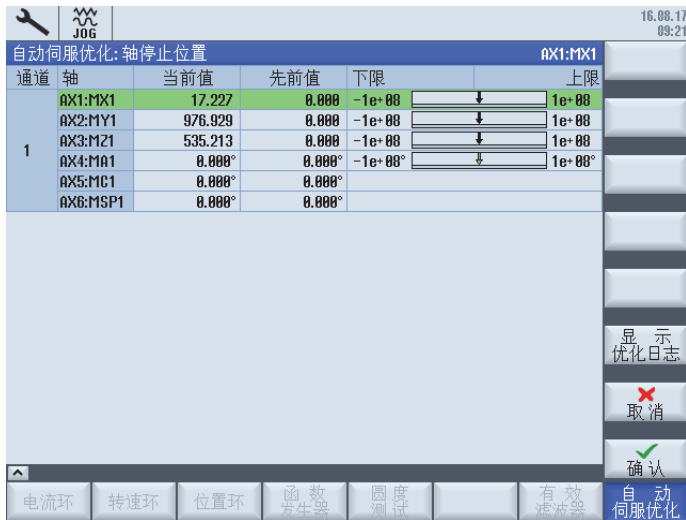 JOG
16.08.17
09:21
自动伺服优化: 轴停止位置 AX1:MX1
通道 轴 当前值 先前值 下限 上限
AX1:MX1 17.227 0.000 -1e+08 1e+08
AX2:MY1 976.929 0.000 -1e+08 1e+08
AX3:MZ1 535.213 0.000 -1e+08 1e+08
1
AX4:MA1 0.000° 0.000° -1e+08° 1e+08°
AX5:MC1 0.000° 0.000°
AX6:MSP1 0.000° 0.000°
显 示
优化日志
取消
确认
电流环 转速环 位置环 函 数
发生器 圆 度
测 试 有 效
滤波器 自 动
伺服优化